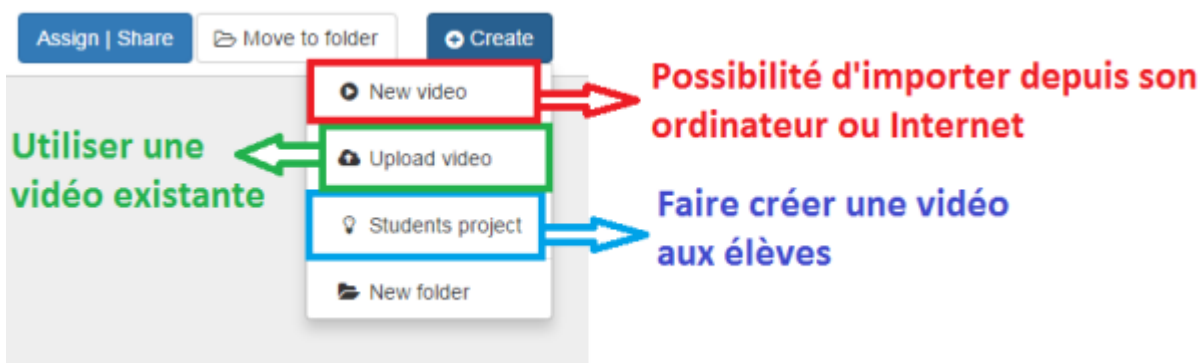 Assign | Share Move to folder Create
New video
Possibilité d'importer depuis son
ordinateur ou Internet
Utiliser une
vidéo existante
Upload video
Students project
Faire créer une vidéo
aux élèves
New folder